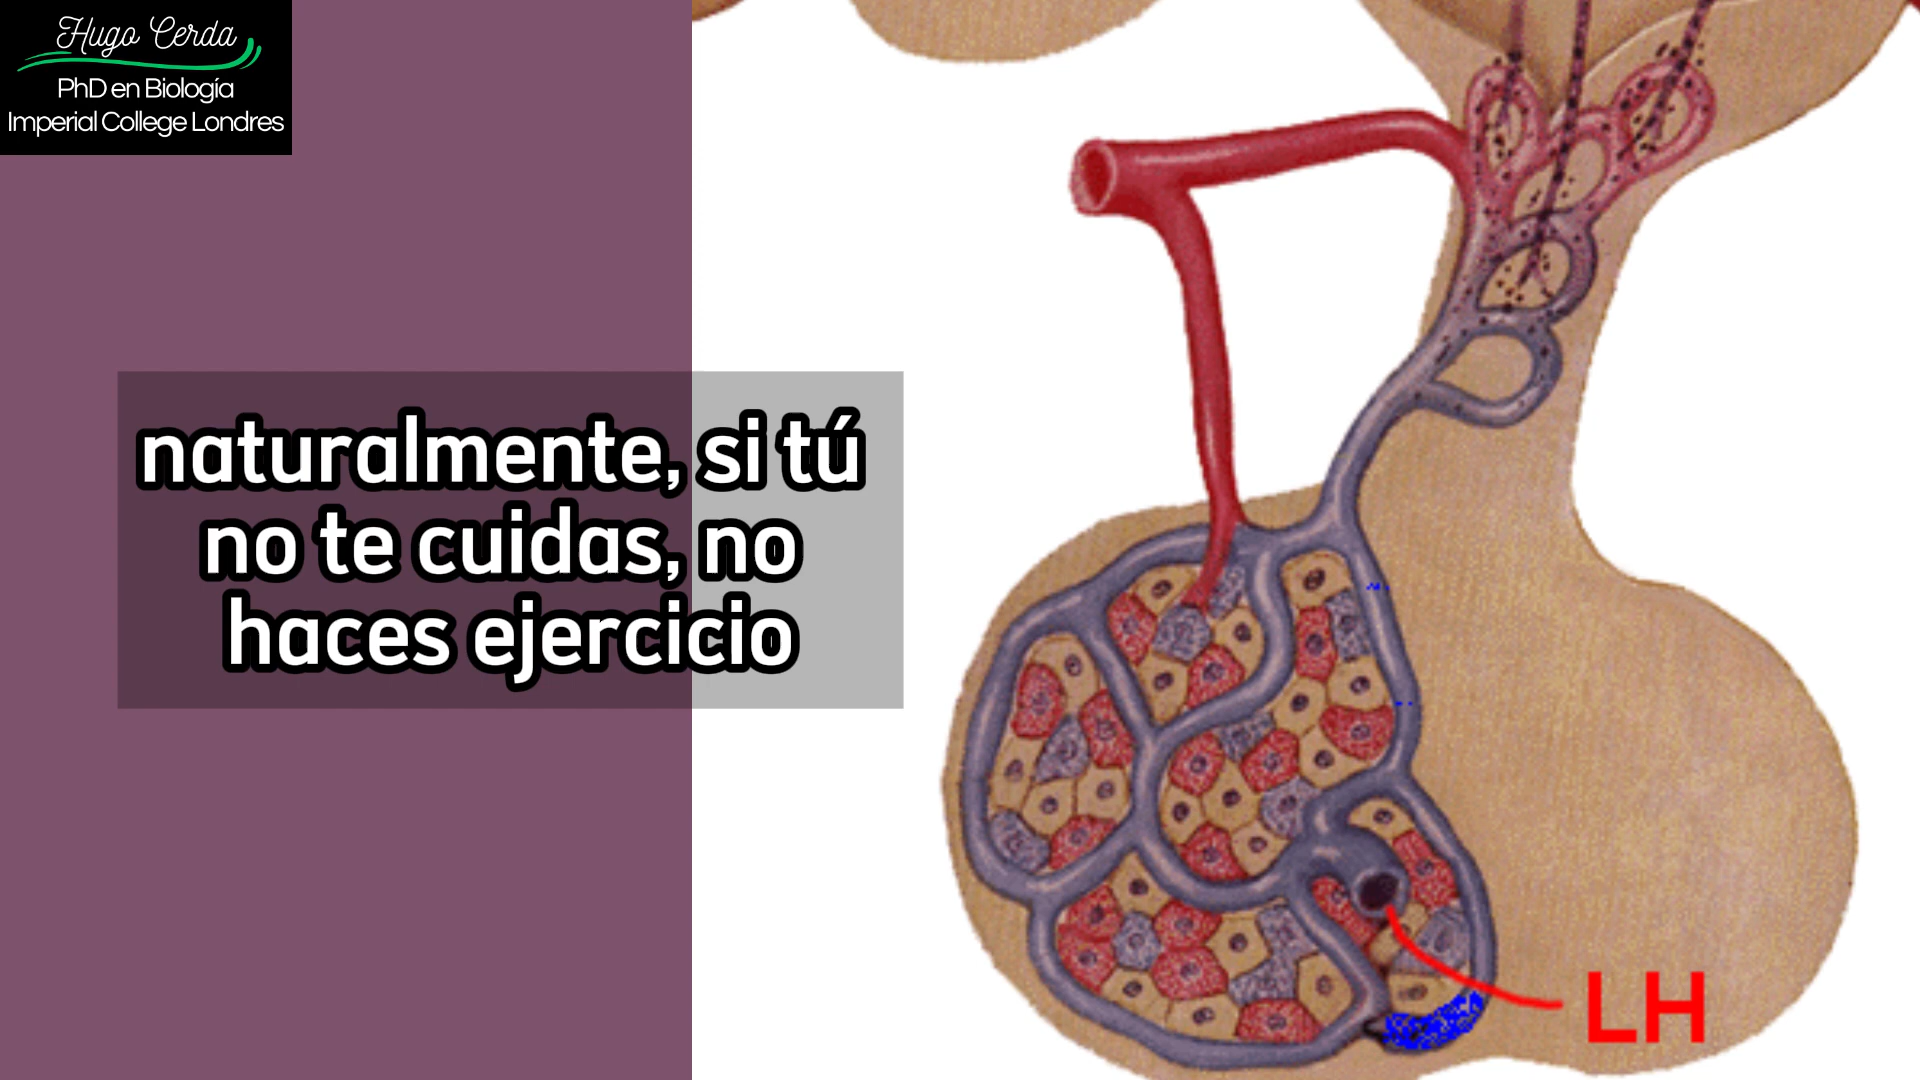 Hugo Cerda
PhD en Biología
Imperial College Londres
naturalmente, si tú
no te cuidas, no
haces ejercicio
LH